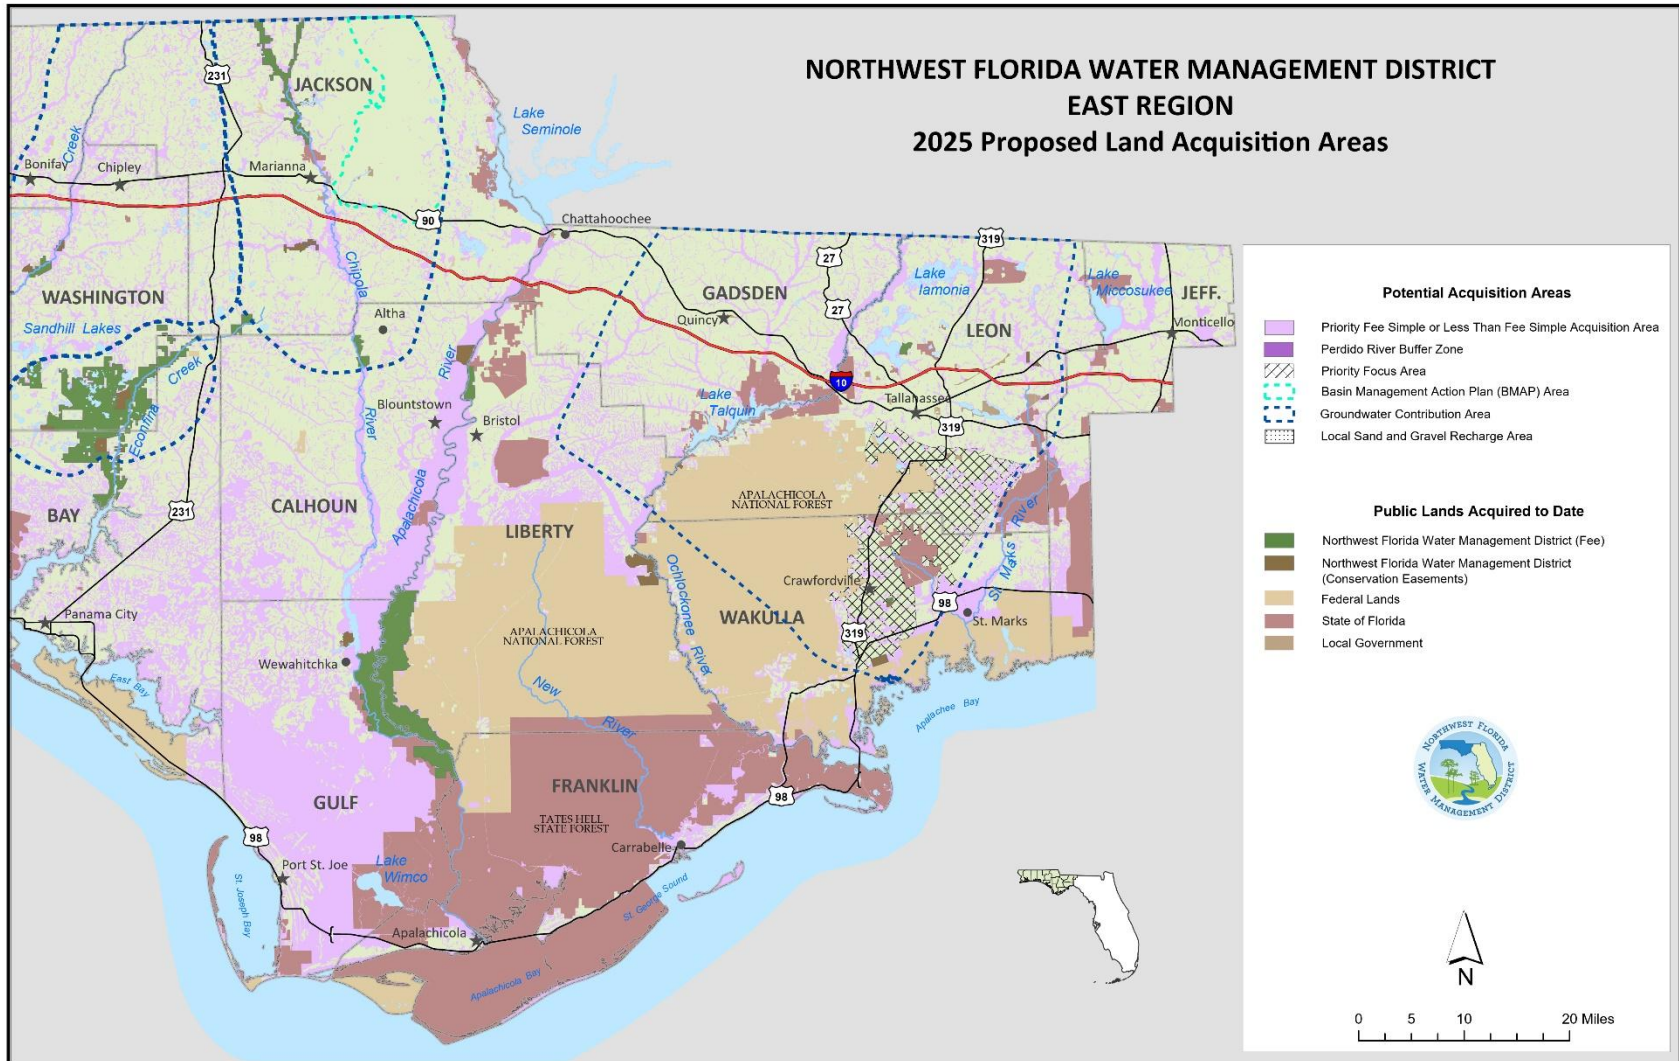 NORTHWEST FLORIDA WATER MANAGEMENT DISTRICT
EAST REGION
2025 Proposed Land Acquisition Areas
231
JACKSON
Lake
Seminole
Creek
Bonifay
Chipley
Marianna
90
Chattahoochee
319
27
Lake
Iamonia
Lake
Miccosukee
JEFF.
Chipola
WASHINGTON
GADSDEN
27
Sandhill Lakes
Altha
Quincy
LEON
Monticello
River
Creek
10
Lake
Talquin
Tallahassee
Blountstown
Bristol
River
319
Econfina
APALACHICOLA
NATIONAL FOREST
231
CALHOUN
Apalachicola
BAY
LIBERTY
River
Ochlockonee
St. Marks
Crawfordville
98
Panama City
WAKULLA
St. Marks
APALACHICOLA
NATIONAL FOREST
319
River
Wewahitchka
East Bay
New
River
Apalachee Bay
FRANKLIN
98
GULF
TATES HELL
STATE FOREST
98
Carrabelle
Port St. Joe
Lake
Wimco
St. George Sound
St. Joseph Bay
Apalachicola
Apalachicola Bay
Potential Acquisition Areas
Priority Fee Simple or Less Than Fee Simple Acquisition Area
Perdido River Buffer Zone
Priority Focus Area
Basin Management Action Plan (BMAP) Area
Groundwater Contribution Area
Local Sand and Gravel Recharge Area
Public Lands Acquired to Date
Northwest Florida Water Management District (Fee)
Northwest Florida Water Management District
(Conservation Easements)
Federal Lands
State of Florida
Local Government
NORTHWEST FLORIDA
WATER MANAGEMENT DISTRICT
N
0 5 10 20 Miles